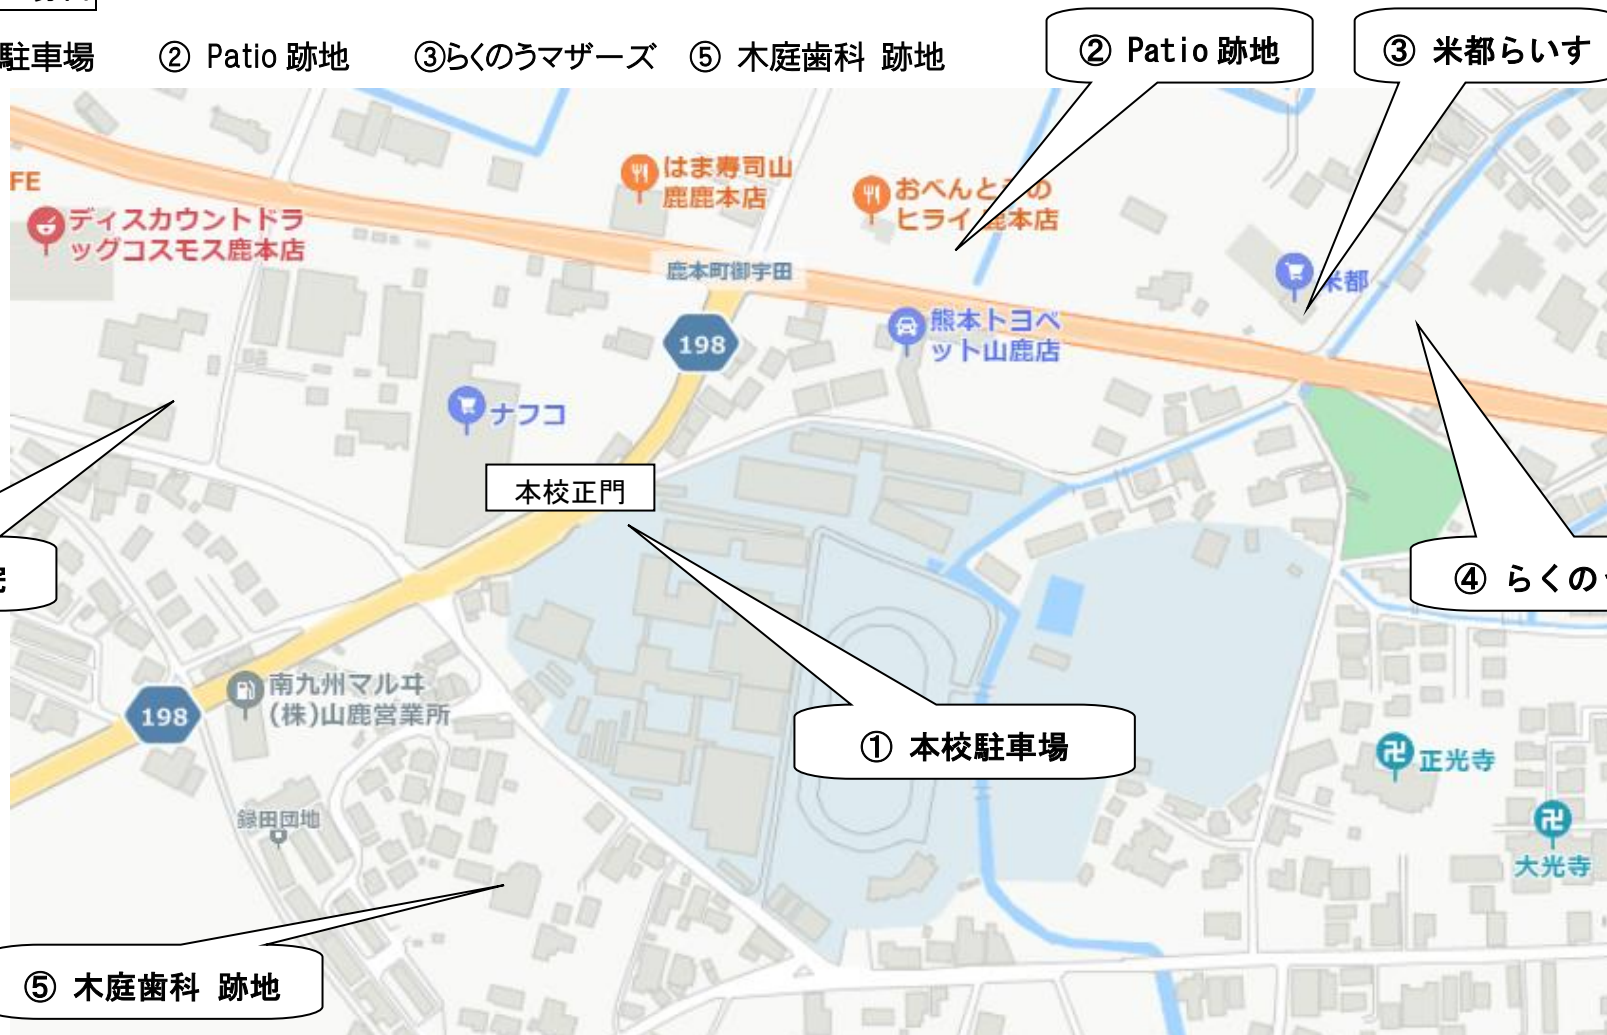 駐車場 ② Patio 跡地 ③らくのうマザーズ ⑤ 木庭歯科 跡地
② Patio 跡地
③ 米都らいす
FE
ディスカウントドラ
ッグコスモス鹿本店
はま寿司山
鹿鹿本店
おべんとうの
ヒライ鹿本店
鹿本町御宇田
米都
198
熊本トヨペ
ット山鹿店
ナフコ
本校正門
④ らくの
南九州マルヰ
(株)山鹿営業所
198
① 本校駐車場
正光寺
録田団地
大光寺
⑤ 木庭歯科 跡地